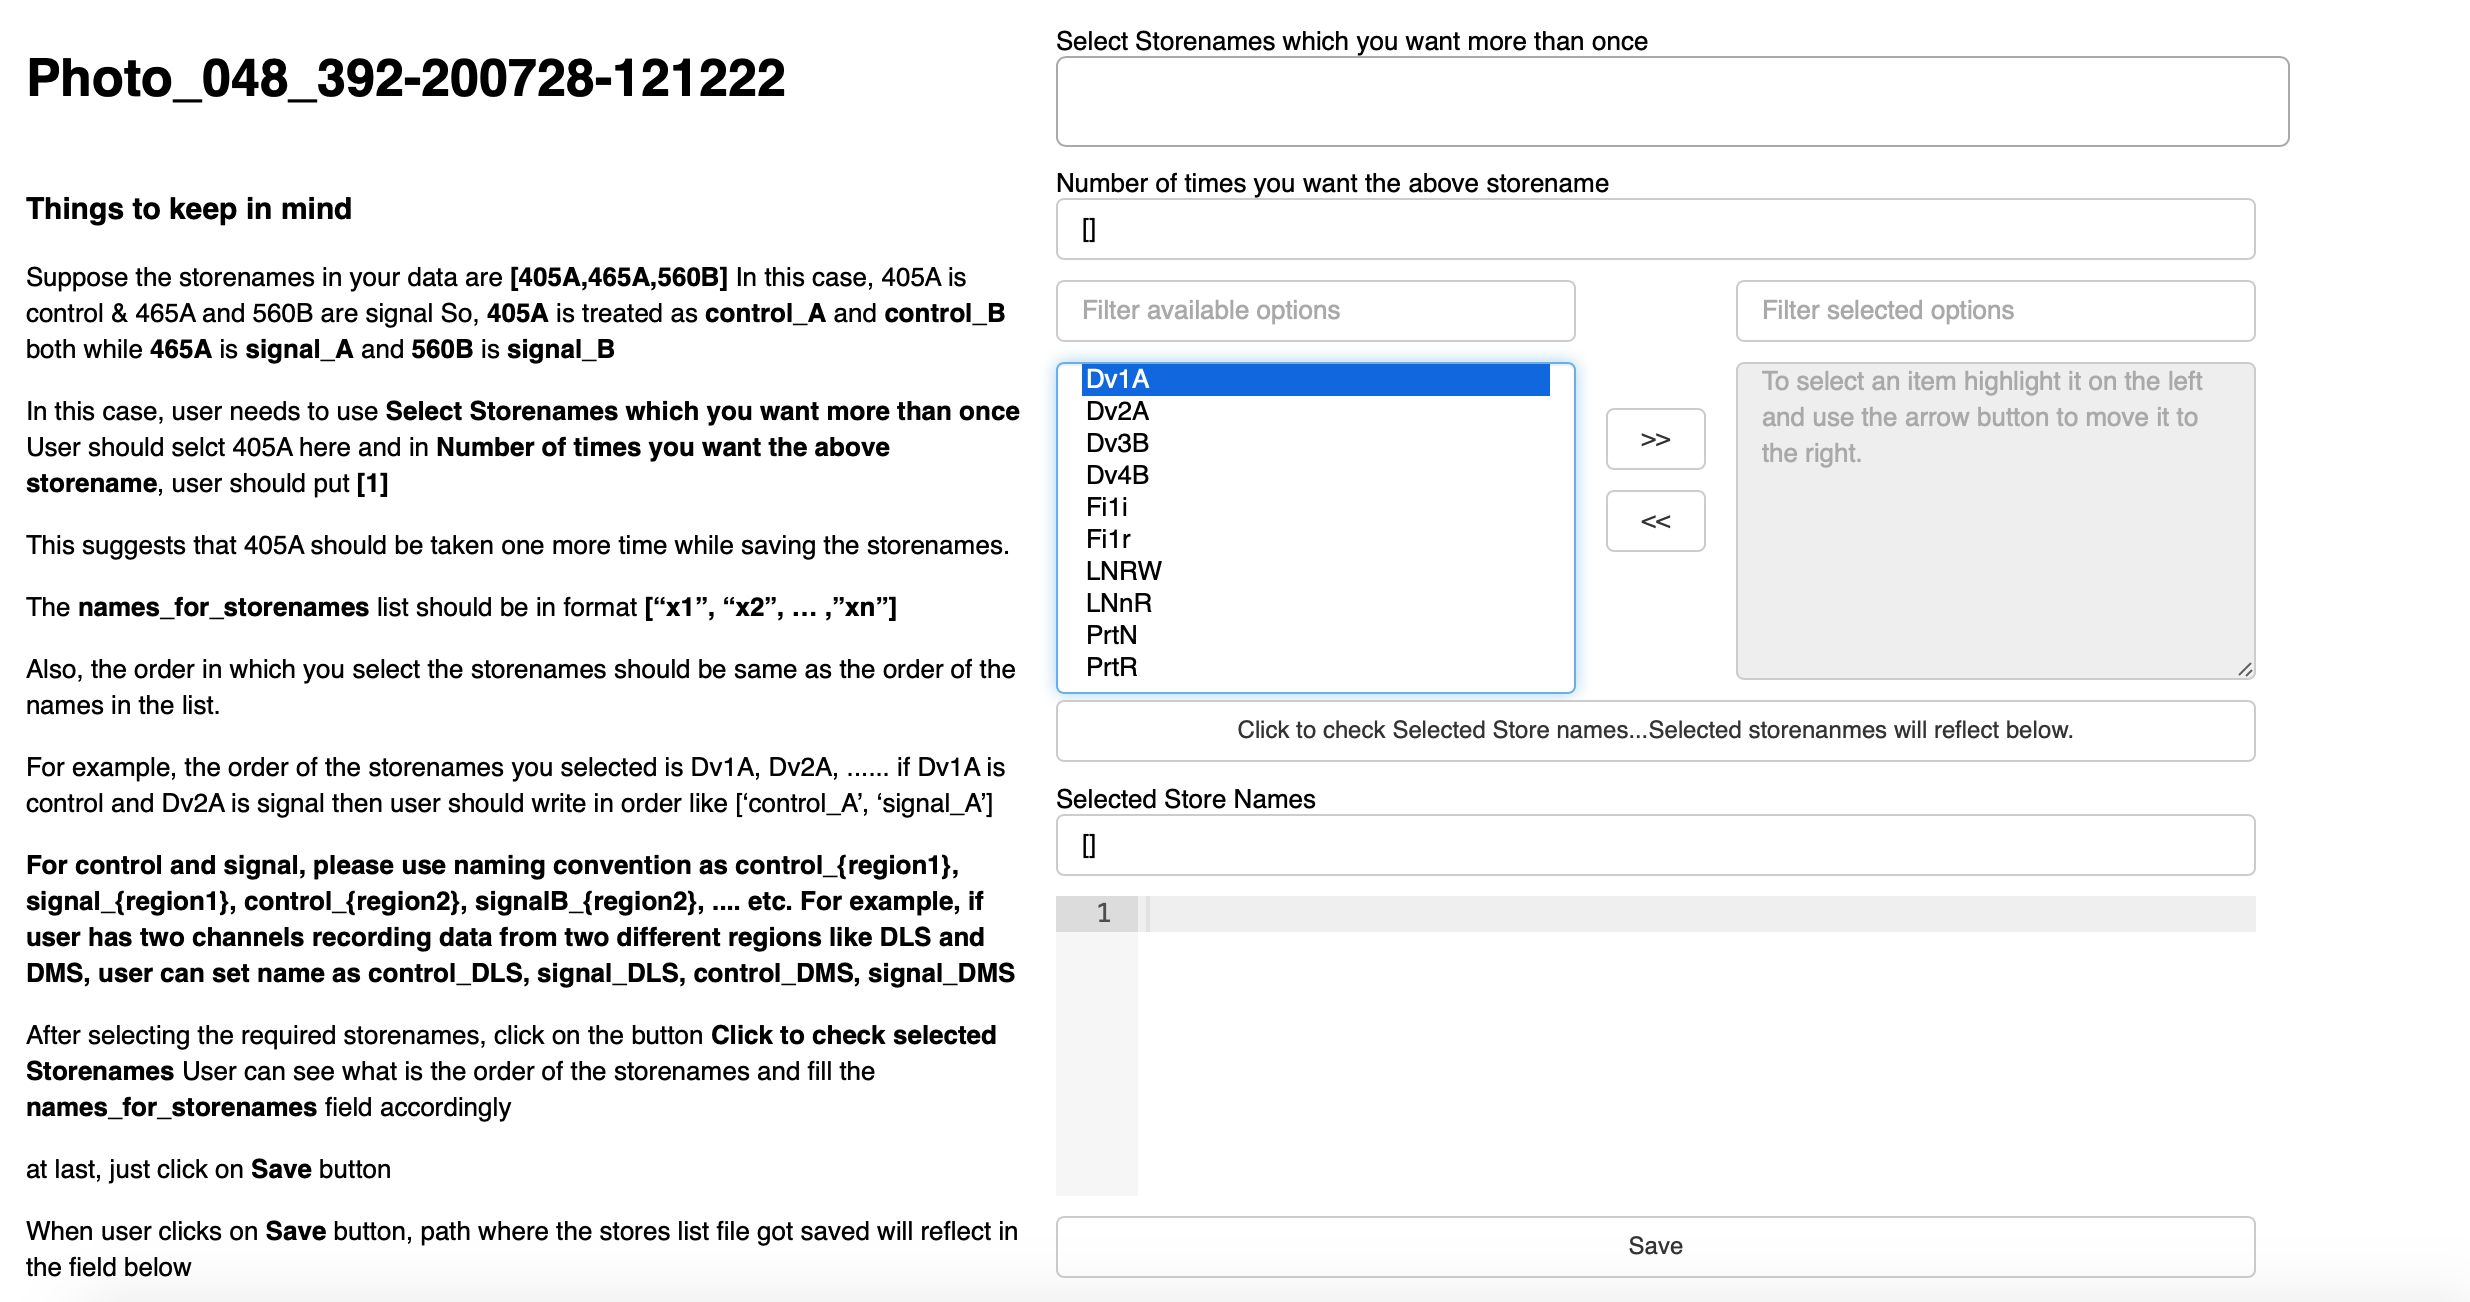 Photo_048_392-200728-121222
Things to keep in mind
Suppose the storenames in your data are [405A,465A,560B] In this case, 405A is
control & 465A and 560B are signal So, 405A is treated as control_A and control_B
both while 465A is signal_A and 560B is signal_B
In this case, user needs to use Select Storenames which you want more than once
User should selct 405A here and in Number of times you want the above
storename, user should put [1]
This suggests that 405A should be taken one more time while saving the storenames.
The names_for_storenames list should be in format [“x1”, “x2”, ... ,”xn”]
Also, the order in which you select the storenames should be same as the order of the
names in the list.
For example, the order of the storenames you selected is Dv1A, Dv2A, ...... if Dv1A is
control and Dv2A is signal then user should write in order like [‘control_A’, ‘signal_A’]
For control and signal, please use naming convention as control_{region1},
signal_{region1}, control_{region2}, signalB_{region2}, .... etc. For example, if
user has two channels recording data from two different regions like DLS and
DMS, user can set name as control_DLS, signal_DLS, control_DMS, signal_DMS
After selecting the required storenames, click on the button Click to check selected
Storenames User can see what is the order of the storenames and fill the
names_for_storenames field accordingly
at last, just click on Save button
When user clicks on Save button, path where the stores list file got saved will reflect in
the field below
Select Storenames which you want more than once
Number of times you want the above storename
[]
Filter available options
Filter selected options
Dv1A
Dv2A
Dv3B
Dv4B
Fi1i
Fi1r
LNRW
LNnR
PrtN
PrtR
>>
<<
To select an item highlight it on the left
and use the arrow button to move it to
the right.
Click to check Selected Store names...Selected storenanmes will reflect below.
Selected Store Names
[]
1
Save